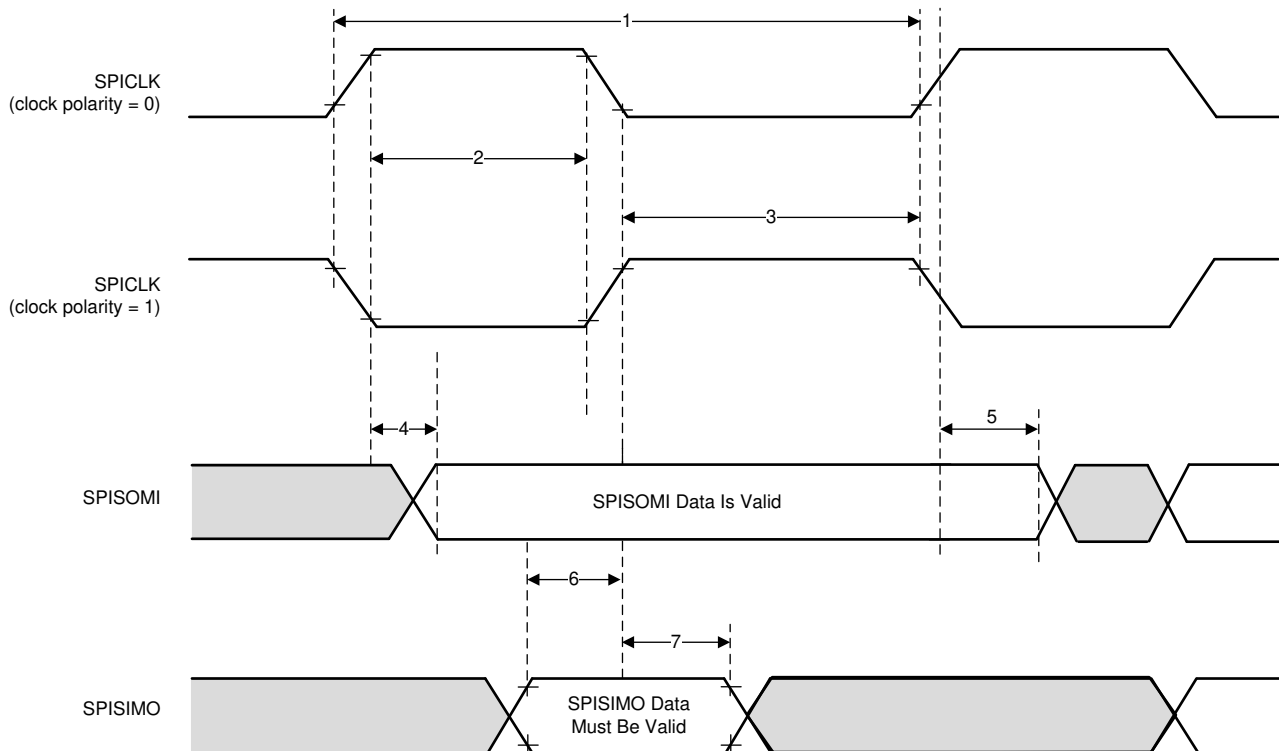 1
SPICLK
(clock polarity = 0)
2
3
SPICLK
(clock polarity = 1)
4
5
SPISOMI
SPISOMI Data Is Valid
6
7
SPISIMO
SPISIMO Data
Must Be Valid